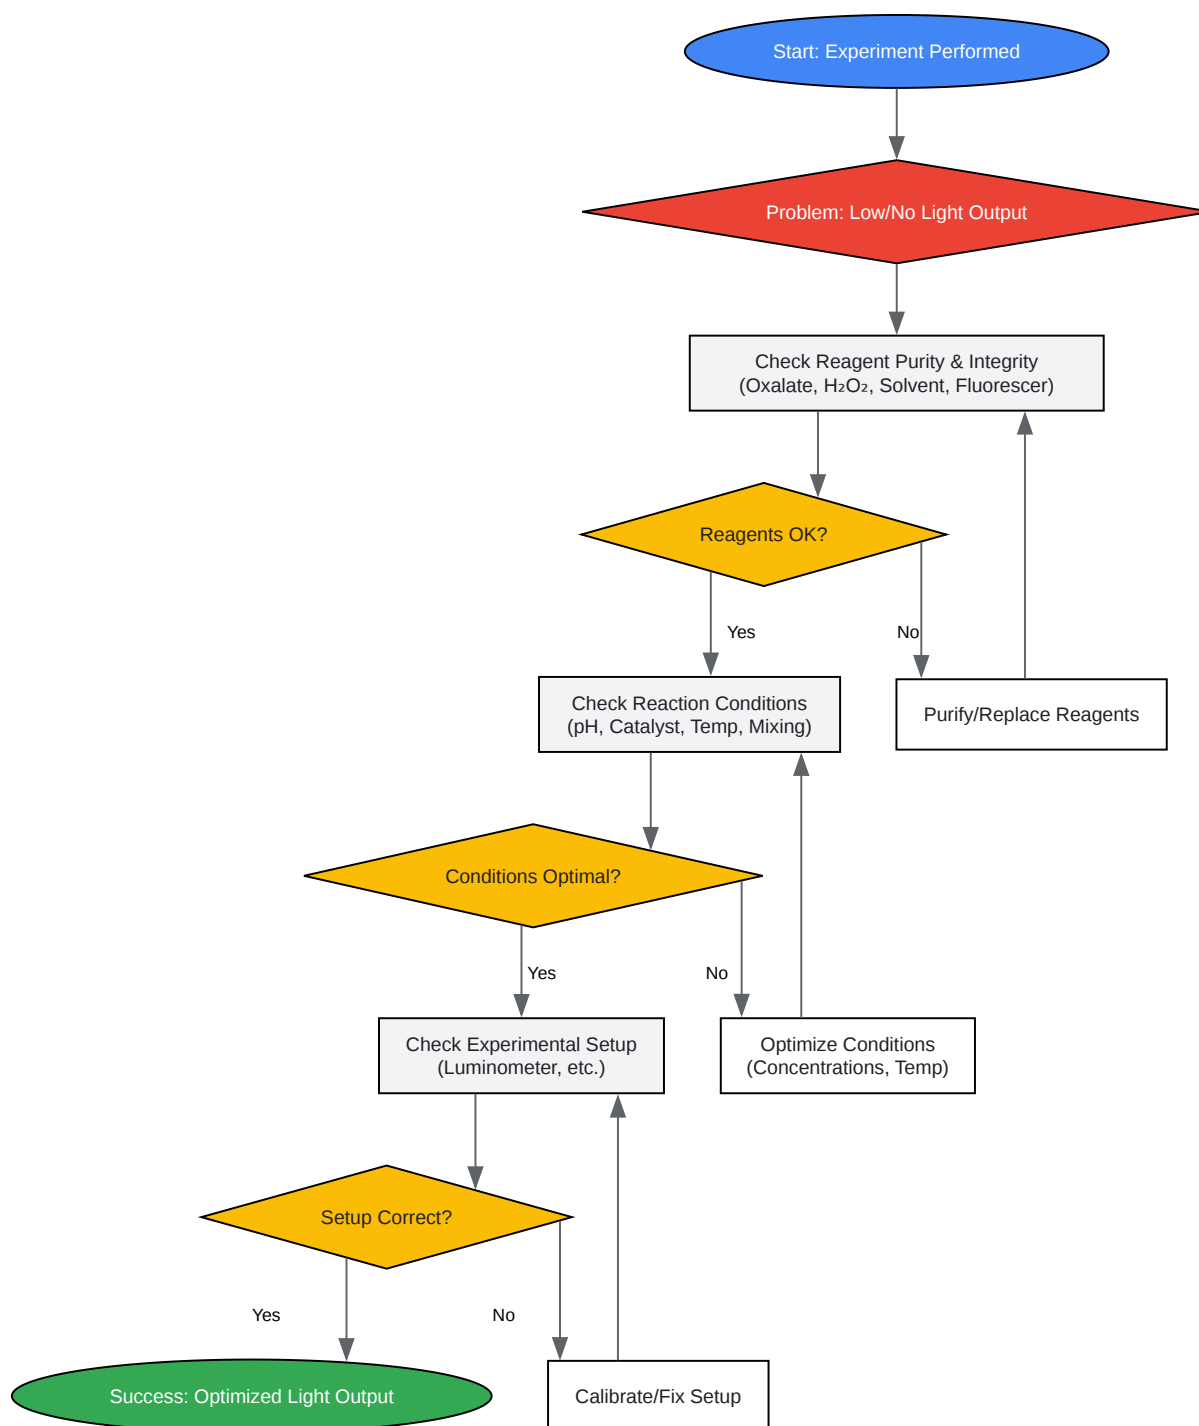 Start: Experiment Performed
Problem: Low/No Light Output
Check Reagent Purity & Integrity
(Oxalate, H₂O₂, Solvent, Fluorescer)
Reagents OK?
Yes
No
Check Reaction Conditions
(pH, Catalyst, Temp, Mixing)
Purify/Replace Reagents
Conditions Optimal?
Yes
No
Check Experimental Setup
(Luminometer, etc.)
Optimize Conditions
(Concentrations, Temp)
Setup Correct?
Yes
No
Success: Optimized Light Output
Calibrate/Fix Setup